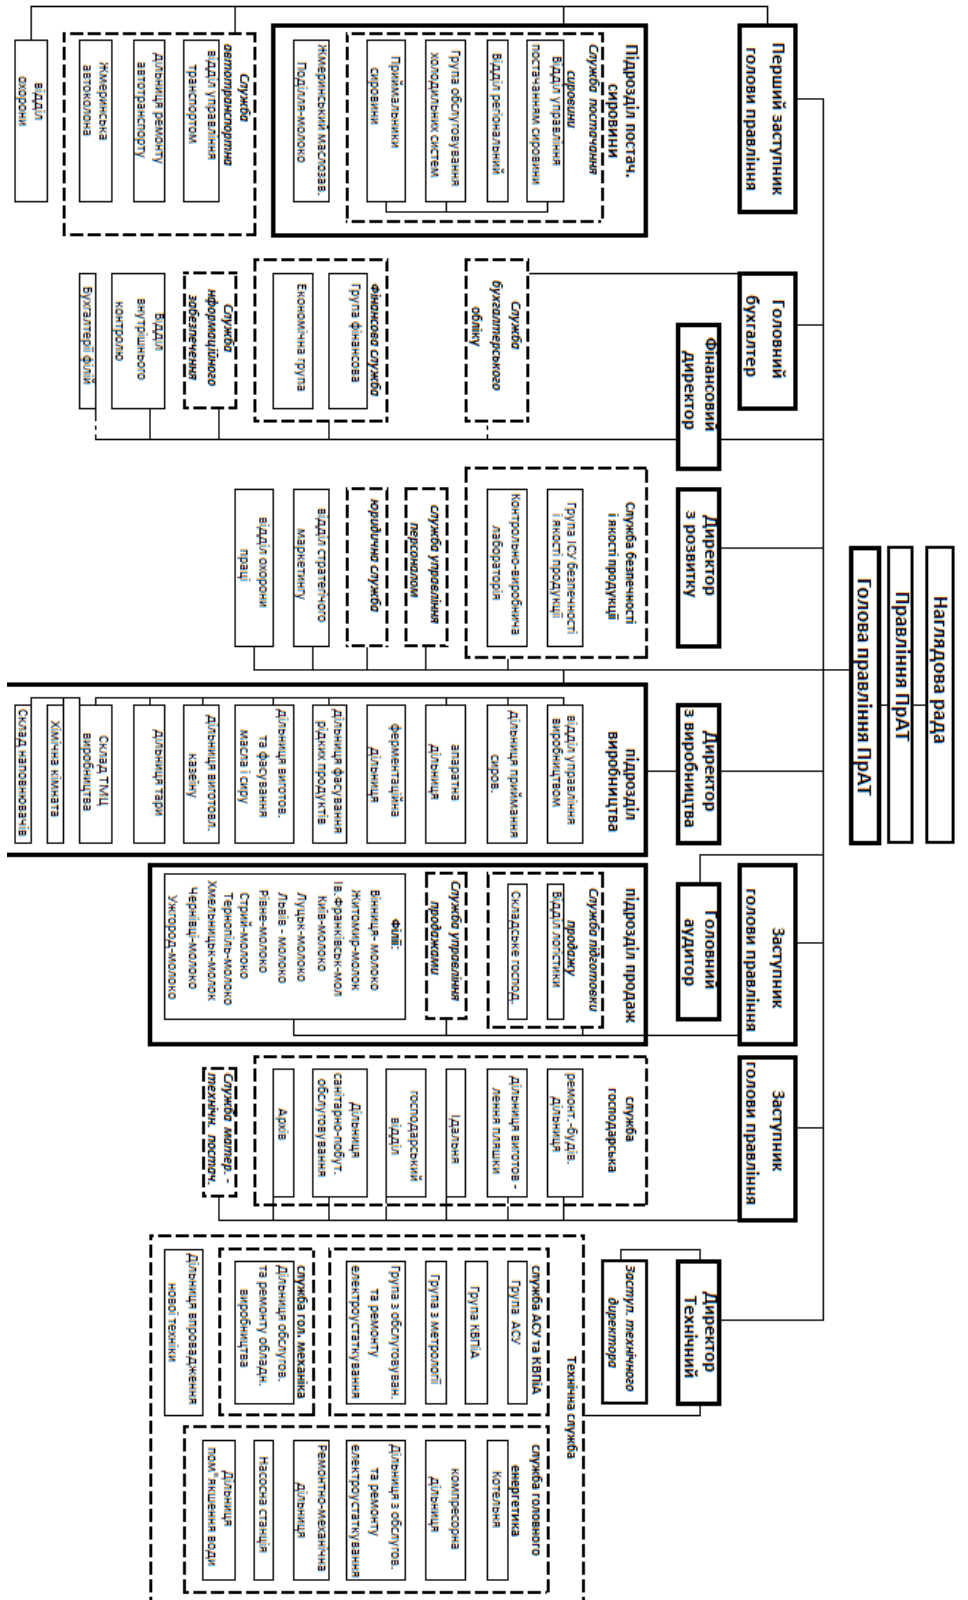 Наглядова рада
Правління ПрАТ
Голова правління ПрАТ
Перший заступник
голови правління
Підрозділ постач.
сировини
Служба постачання
сировини
Відділ управління
постачанням сировини
Відділ регіональний
Група обслуговування
холодильних систем
Приймальники
сировини
Жмеринський маслозав.
Поділля-молоко
Служба
автотранспортна
відділ управління
транспортом
дільниця ремонту
автотранспорту
Жмеринська
автоколона
відділ
охорони
Головний
бухгалтер
Фінансовий
директор
Служба
бухгалтерського
обліку
Фінансова служба
Група фінансова
Економічна група
Служба
нформаційного
забезпечення
Відділ
внутрішнього
контролю
Бухгалтерії філій
Директор
з розвитку
Служба безпечності
і якості продукції
Група ІСУ безпечності
і якості продукції
Контрольно-виробнича
лабораторія
служба управління
персоналом
юридична служба
відділ стратегічного
маркетингу
відділ охорони
праці
Директор
з виробництва
підрозділ
виробництва
відділ управління
виробництвом
дільниця приймання
сиров.
апаратна
дільниця
ферментаційна
дільниця
дільниця фасування
рідких продуктів
дільниця виготов.
та фасування
масла і сиру
дільниця виготовл.
казеїну
дільниця тари
Склад ТМЦ
виробництва
Хімічна кімната
Склад наповнювачів
Заступник
голови правління
Головний
аудитор
підрозділ продаж
Служба підготовки
продажу
Відділ логістики
Складське господ.
Служба управління
продажами
Філії:
Вінниця- молоко
Житомир-молок
Ів.Франківськ-мол
Київ-молоко
Луцьк-молоко
Львів - молоко
Рівне-молоко
Стрий-молоко
Тернопіль-молоко
Хмельницьк-молок
Чернівці-молоко
Ужгород-молоко
Заступник
голови правління
служба
господарська
ремонт.-будів.
дільниця
дільниця виготов -
лення пляшки
Їдальня
господарський
відділ
Дільниця
санітарно-побут.
обслуговування
Архів
Служба матер. -
технічн. постач.
Директор
Технічний
Заступ. технічного
директора
Технічна служба
служба АСУ та КВПіА
Група АСУ
Група КВПіА
Група з метрології
Група з обслуговуван.
та ремонту
електроустаткування
служба гол. механіка
Дільниця обслугов.
та ремонту обладн.
виробництва
Дільниця впровадження
нової техніки
служба головного
енергетика
Котельня
компресорна
дільниця
Дільниця з обслугов.
та ремонту
електроустаткування
Ремонтно-механічна
дільниця
Насосна станція
Дільниця
пом"якшення води